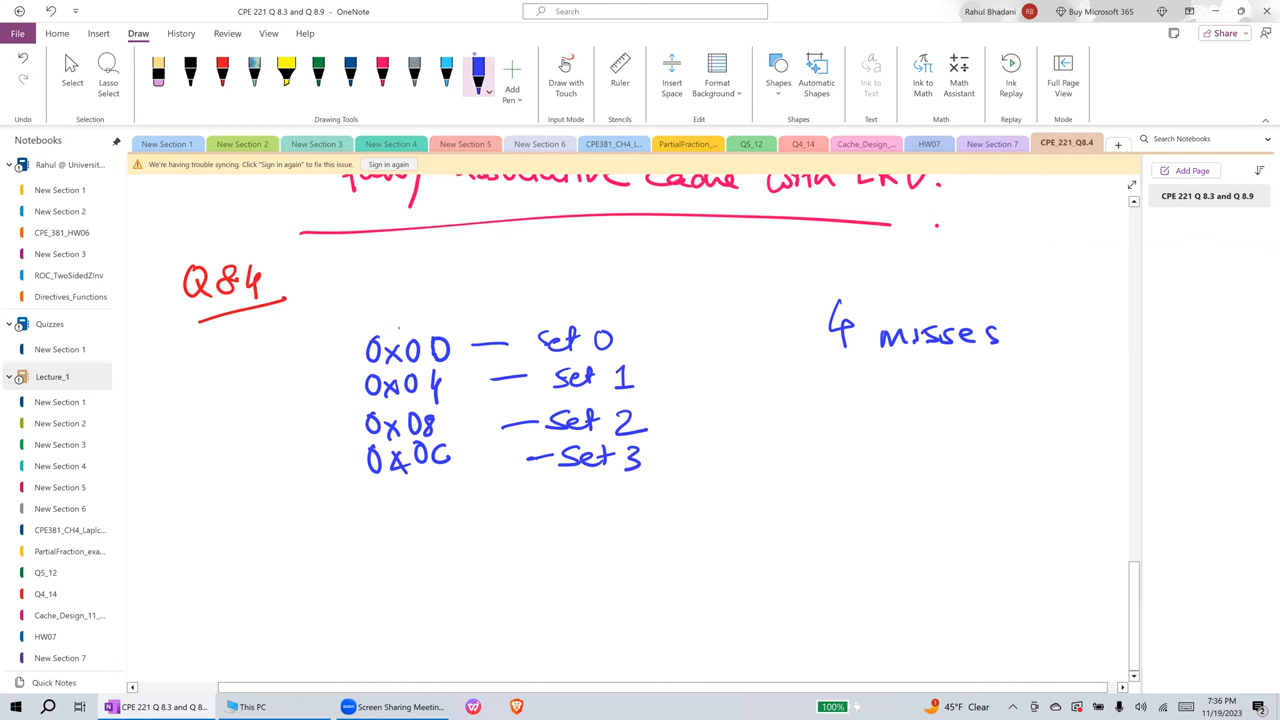 CPE 221 Q 8.3 and Q 8.9 - OneNote
Search
Rahul Bhadani
RB
Buy Microsoft 365
File
Home
Insert
Draw
History
Review
View
Help
Share
Undo
Select
Lasso Select
Add Pen
Draw with Touch
Ruler
Insert Space
Format Background
Shapes
Automatic Shapes
Ink to Text
Ink to Math
Math Assistant
Ink Replay
Full Page View
Undo
Selection
Drawing Tools
Input Mode
Stencils
Edit
Shapes
Text
Math
Replay
Mode
Notebooks
New Section 1
New Section 2
New Section 3
New Section 4
New Section 5
New Section 6
CPE381_CH4_L...
PartialFraction_...
Q5_12
Q4_14
Cache_Design_...
HW07
New Section 7
CPE_221_Q8.4
Search Notebooks
We're having trouble syncing. Click "Sign in again" to fix this issue.
Sign in again
Add Page
CPE 221 Q 8.3 and Q 8.9
Rahul @ Universit...
New Section 1
New Section 2
CPE_381_HW06
New Section 3
ROC_TwoSidedZInv
Directives_Functions
Quizzes
New Section 1
Lecture_1
New Section 1
New Section 2
New Section 3
New Section 4
New Section 5
New Section 6
CPE381_CH4_Laplc...
PartialFraction_exa...
Q5_12
Q4_14
Cache_Design_11_...
HW07
New Section 7
Quick Notes
cache with LRU.
Q8.4
0x00 — set 0
0x04 — set 1
0x08 — set 2
0x0C — set 3
4 misses
CPE 221 Q 8.3 and Q 8...
This PC
Screen Sharing Meetin...
100%
45°F Clear
7:36 PM
11/19/2023
2